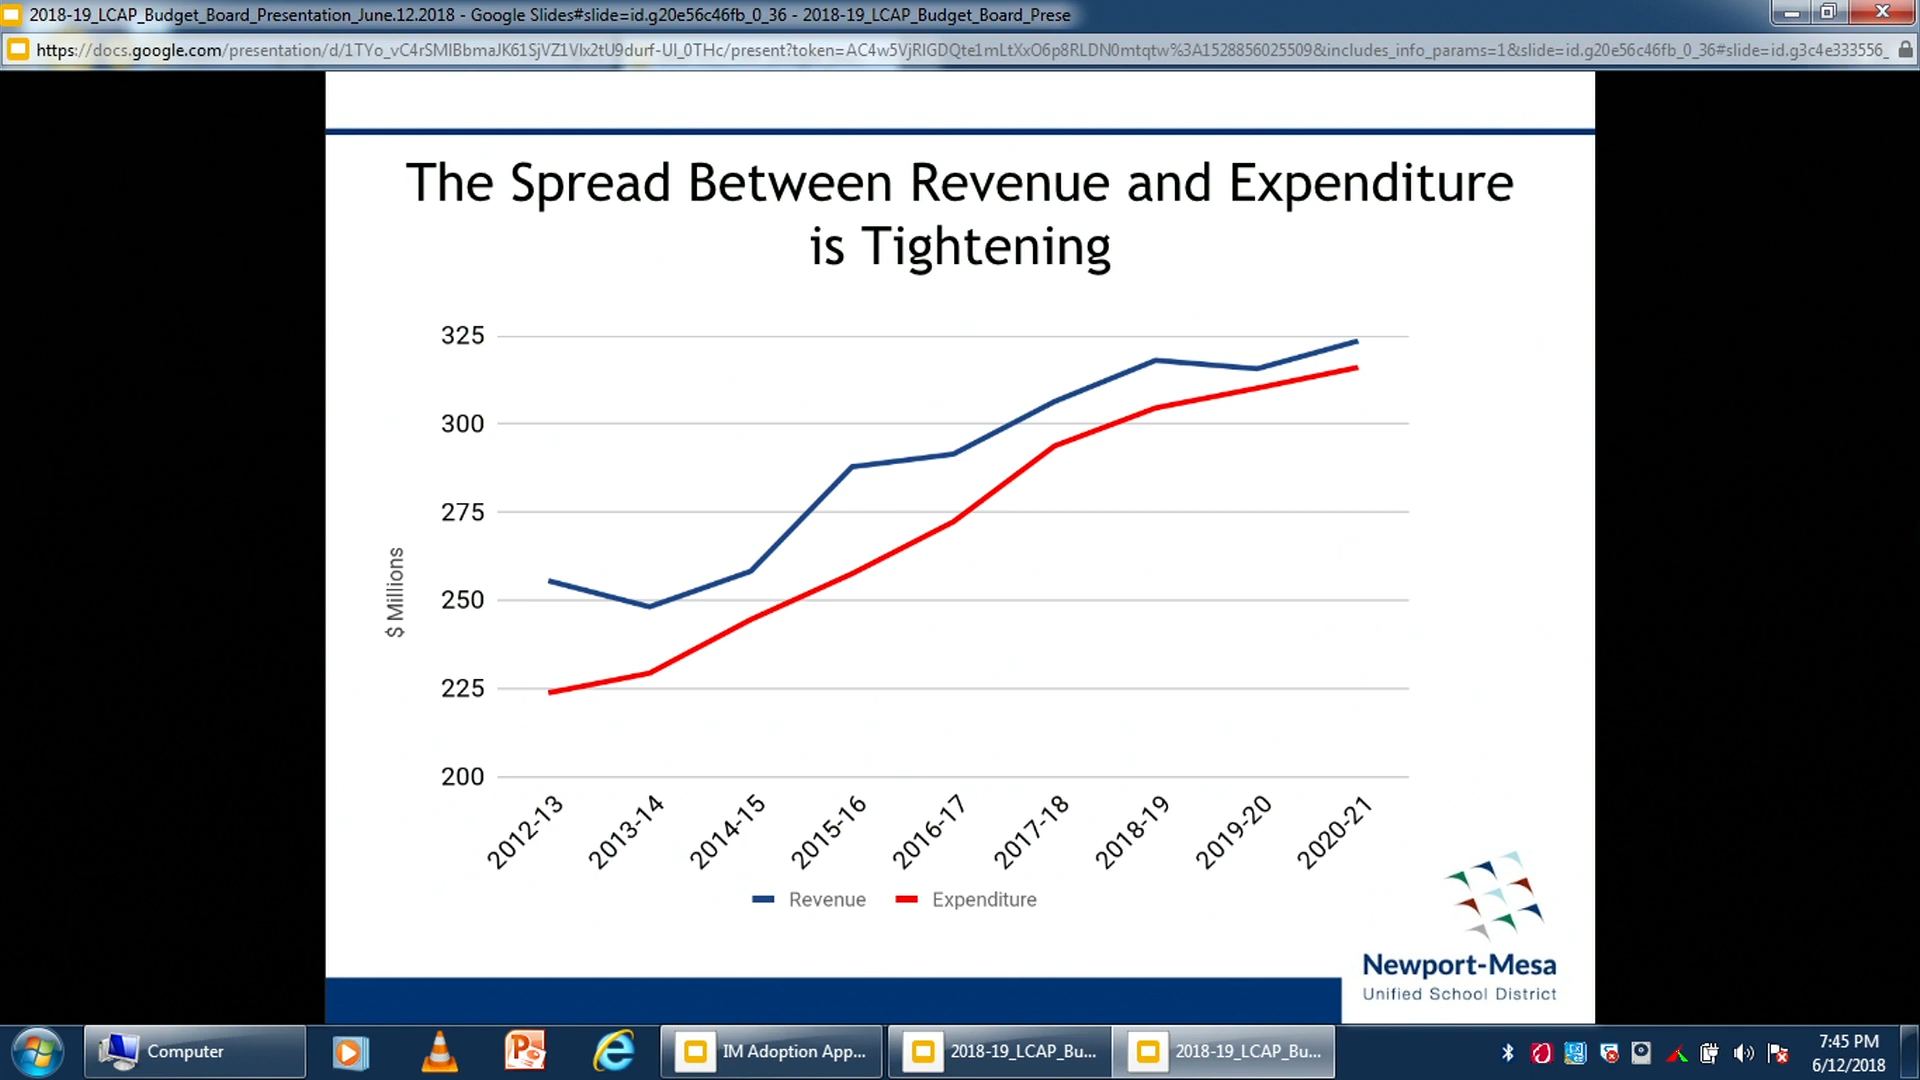 2018-19_LCAP_Budget_Board_Presentation_June.12.2018 - Google Slides#slide=id.g20e56c46fb_0_36 - 2018-19_LCAP_Budget_Board_Prese
https://docs.google.com/presentation/d/1TYo_vC4rSMIBbmaJK61SjVZ1VIx2tU9durf-UI_0THc/present?token=AC4w5VjRIGDQte1mLtXxO6p8RLDN0mtqtw%3A1528856025509&includes_info_params=1&slide=id.g20e56c46fb_0_36#slide=id.g3c4e333556_
The Spread Between Revenue and Expenditure
is Tightening
325
300
275
250
225
200
$ Millions
2012-13
2013-14
2014-15
2015-16
2016-17
2017-18
2018-19
2019-20
2020-21
Revenue Expenditure
Newport-Mesa
Unified School District
Computer
IM Adoption App...
2018-19_LCAP_Bu...
2018-19_LCAP_Bu...
7:45 PM
6/12/2018